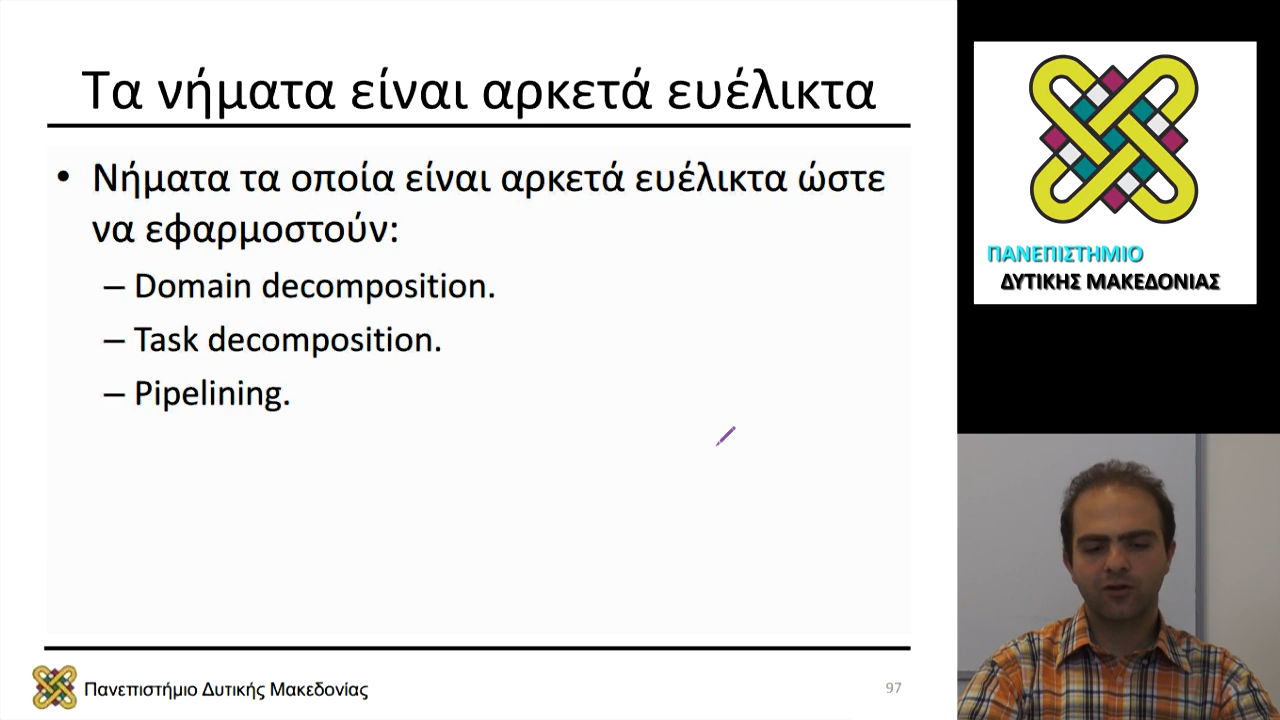 Τα νήματα είναι αρκετά ευέλικτα
• Νήματα τα οποία είναι αρκετά ευέλικτα ώστε
να εφαρμοστούν:
– Domain decomposition.
– Task decomposition.
– Pipelining.
Πανεπιστήμιο Δυτικής Μακεδονίας
97
ΠΑΝΕΠΙΣΤΗΜΙΟ
ΔΥΤΙΚΗΣ ΜΑΚΕΔΟΝΙΑΣ